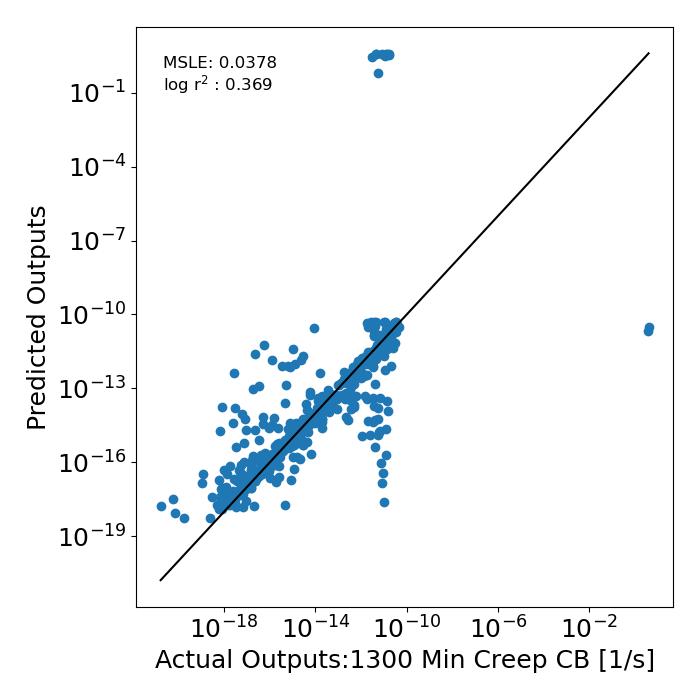 MSLE: 0.0378
log r² : 0.369
10⁻¹
10⁻⁴
10⁻⁷
10⁻¹⁰
10⁻¹³
10⁻¹⁶
10⁻¹⁹
Predicted Outputs
10⁻¹⁸ 10⁻¹⁴ 10⁻¹⁰ 10⁻⁶ 10⁻²
Actual Outputs:1300 Min Creep CB [1/s]